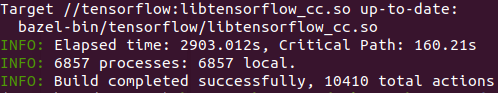 Target //tensorflow:libtensorflow_cc.so up-to-date:
  bazel-bin/tensorflow/libtensorflow_cc.so
INFO: Elapsed time: 2903.012s, Critical Path: 160.21s
INFO: 6857 processes: 6857 local.
INFO: Build completed successfully, 10410 total actions